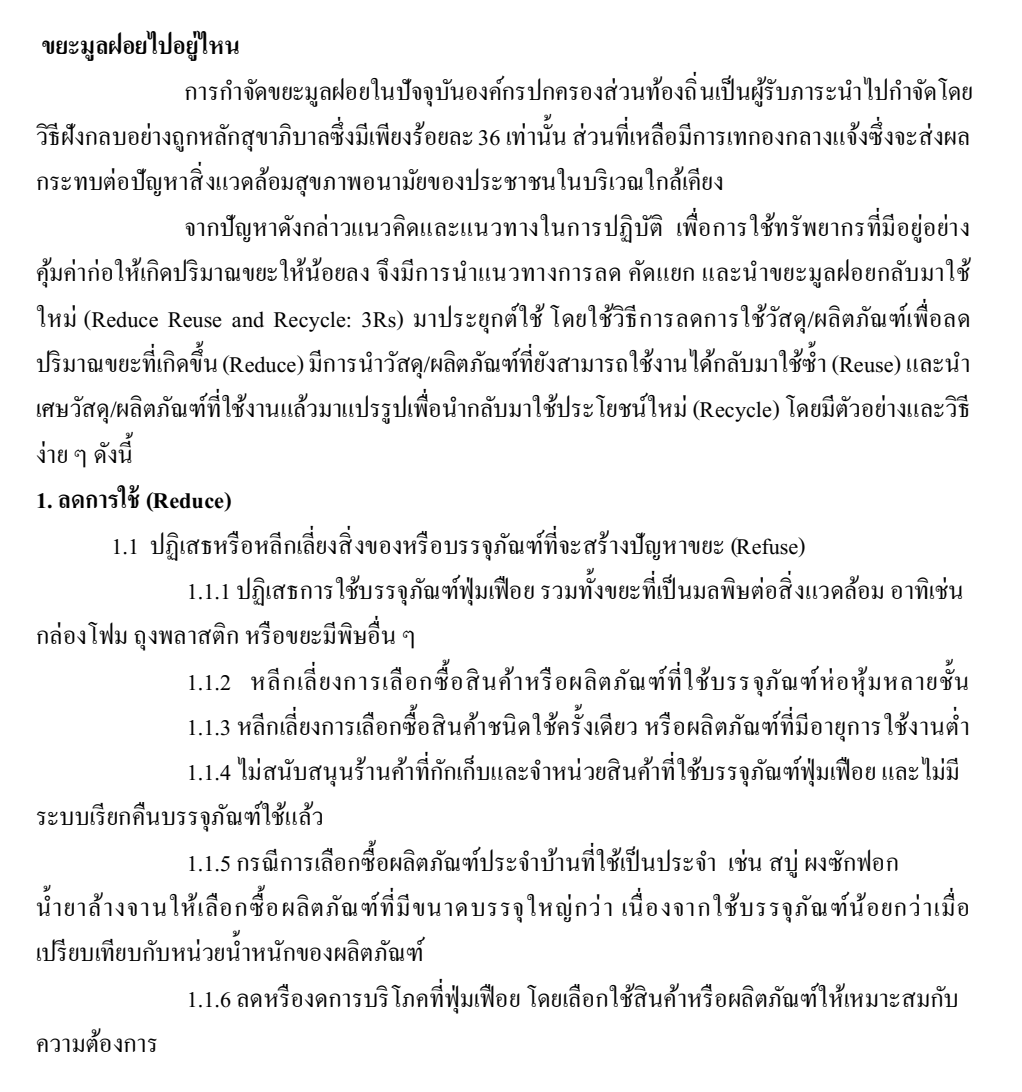 ขยะมูลฝอยไปอยู่ไหน
การกำจัดขยะมูลฝอยในปัจจุบันองค์กรปกครองส่วนท้องถิ่นเป็นผู้รับภาระนำไปกำจัดโดย
วิธีฝังกลบอย่างถูกหลักสุขาภิบาลซึ่งมีเพียงร้อยละ 36 เท่านั้น ส่วนที่เหลือมีการเทกองกลางแจ้งซึ่งจะส่งผล
กระทบต่อปัญหาสิ่งแวดล้อมสุขภาพอนามัยของประชาชนในบริเวณใกล้เคียง
จากปัญหาดังกล่าวแนวคิดและแนวทางในการปฏิบัติ เพื่อการใช้ทรัพยากรที่มีอยู่อย่าง
คุ้มค่าก่อให้เกิดปริมาณขยะให้น้อยลง จึงมีการนำแนวทางการลด คัดแยก และนำขยะมูลฝอยกลับมาใช้
ใหม่ (Reduce Reuse and Recycle: 3Rs) มาประยุกต์ใช้ โดยใช้วิธีการลดการใช้วัสดุ/ผลิตภัณฑ์เพื่อลด
ปริมาณขยะที่เกิดขึ้น (Reduce) มีการนำวัสดุ/ผลิตภัณฑ์ที่ยังสามารถใช้งานได้กลับมาใช้ซ้ำ (Reuse) และนำ
เศษวัสดุ/ผลิตภัณฑ์ที่ใช้งานแล้วมาแปรรูปเพื่อนำกลับมาใช้ประโยชน์ใหม่ (Recycle) โดยมีตัวอย่างและวิธี
ง่าย ๆ ดังนี้
1. ลดการใช้ (Reduce)
1.1 ปฏิเสธหรือหลีกเลี่ยงสิ่งของหรือบรรจุภัณฑ์ที่จะสร้างปัญหาขยะ (Refuse)
1.1.1 ปฏิเสธการใช้บรรจุภัณฑ์ฟุ่มเฟือย รวมทั้งขยะที่เป็นมลพิษต่อสิ่งแวดล้อม อาทิเช่น
กล่องโฟม ถุงพลาสติก หรือขยะมีพิษอื่น ๆ
1.1.2 หลีกเลี่ยงการเลือกซื้อสินค้าหรือผลิตภัณฑ์ที่ใช้บรรจุภัณฑ์ห่อหุ้มหลายชั้น
1.1.3 หลีกเลี่ยงการเลือกซื้อสินค้าชนิดใช้ครั้งเดียว หรือผลิตภัณฑ์ที่มีอายุการใช้งานต่ำ
1.1.4 ไม่สนับสนุนร้านค้าที่กักเก็บและจำหน่ายสินค้าที่ใช้บรรจุภัณฑ์ฟุ่มเฟือย และไม่มี
ระบบเรียกคืนบรรจุภัณฑ์ใช้แล้ว
1.1.5 กรณีการเลือกซื้อผลิตภัณฑ์ประจำบ้านที่ใช้เป็นประจำ เช่น สบู่ ผงซักฟอก
น้ำยาล้างจานให้เลือกซื้อผลิตภัณฑ์ที่มีขนาดบรรจุใหญ่กว่า เนื่องจากใช้บรรจุภัณฑ์น้อยกว่าเมื่อ
เปรียบเทียบกับหน่วยน้ำหนักของผลิตภัณฑ์
1.1.6 ลดหรืองดการบริโภคที่ฟุ่มเฟือย โดยเลือกใช้สินค้าหรือผลิตภัณฑ์ให้เหมาะสมกับ
ความต้องการ